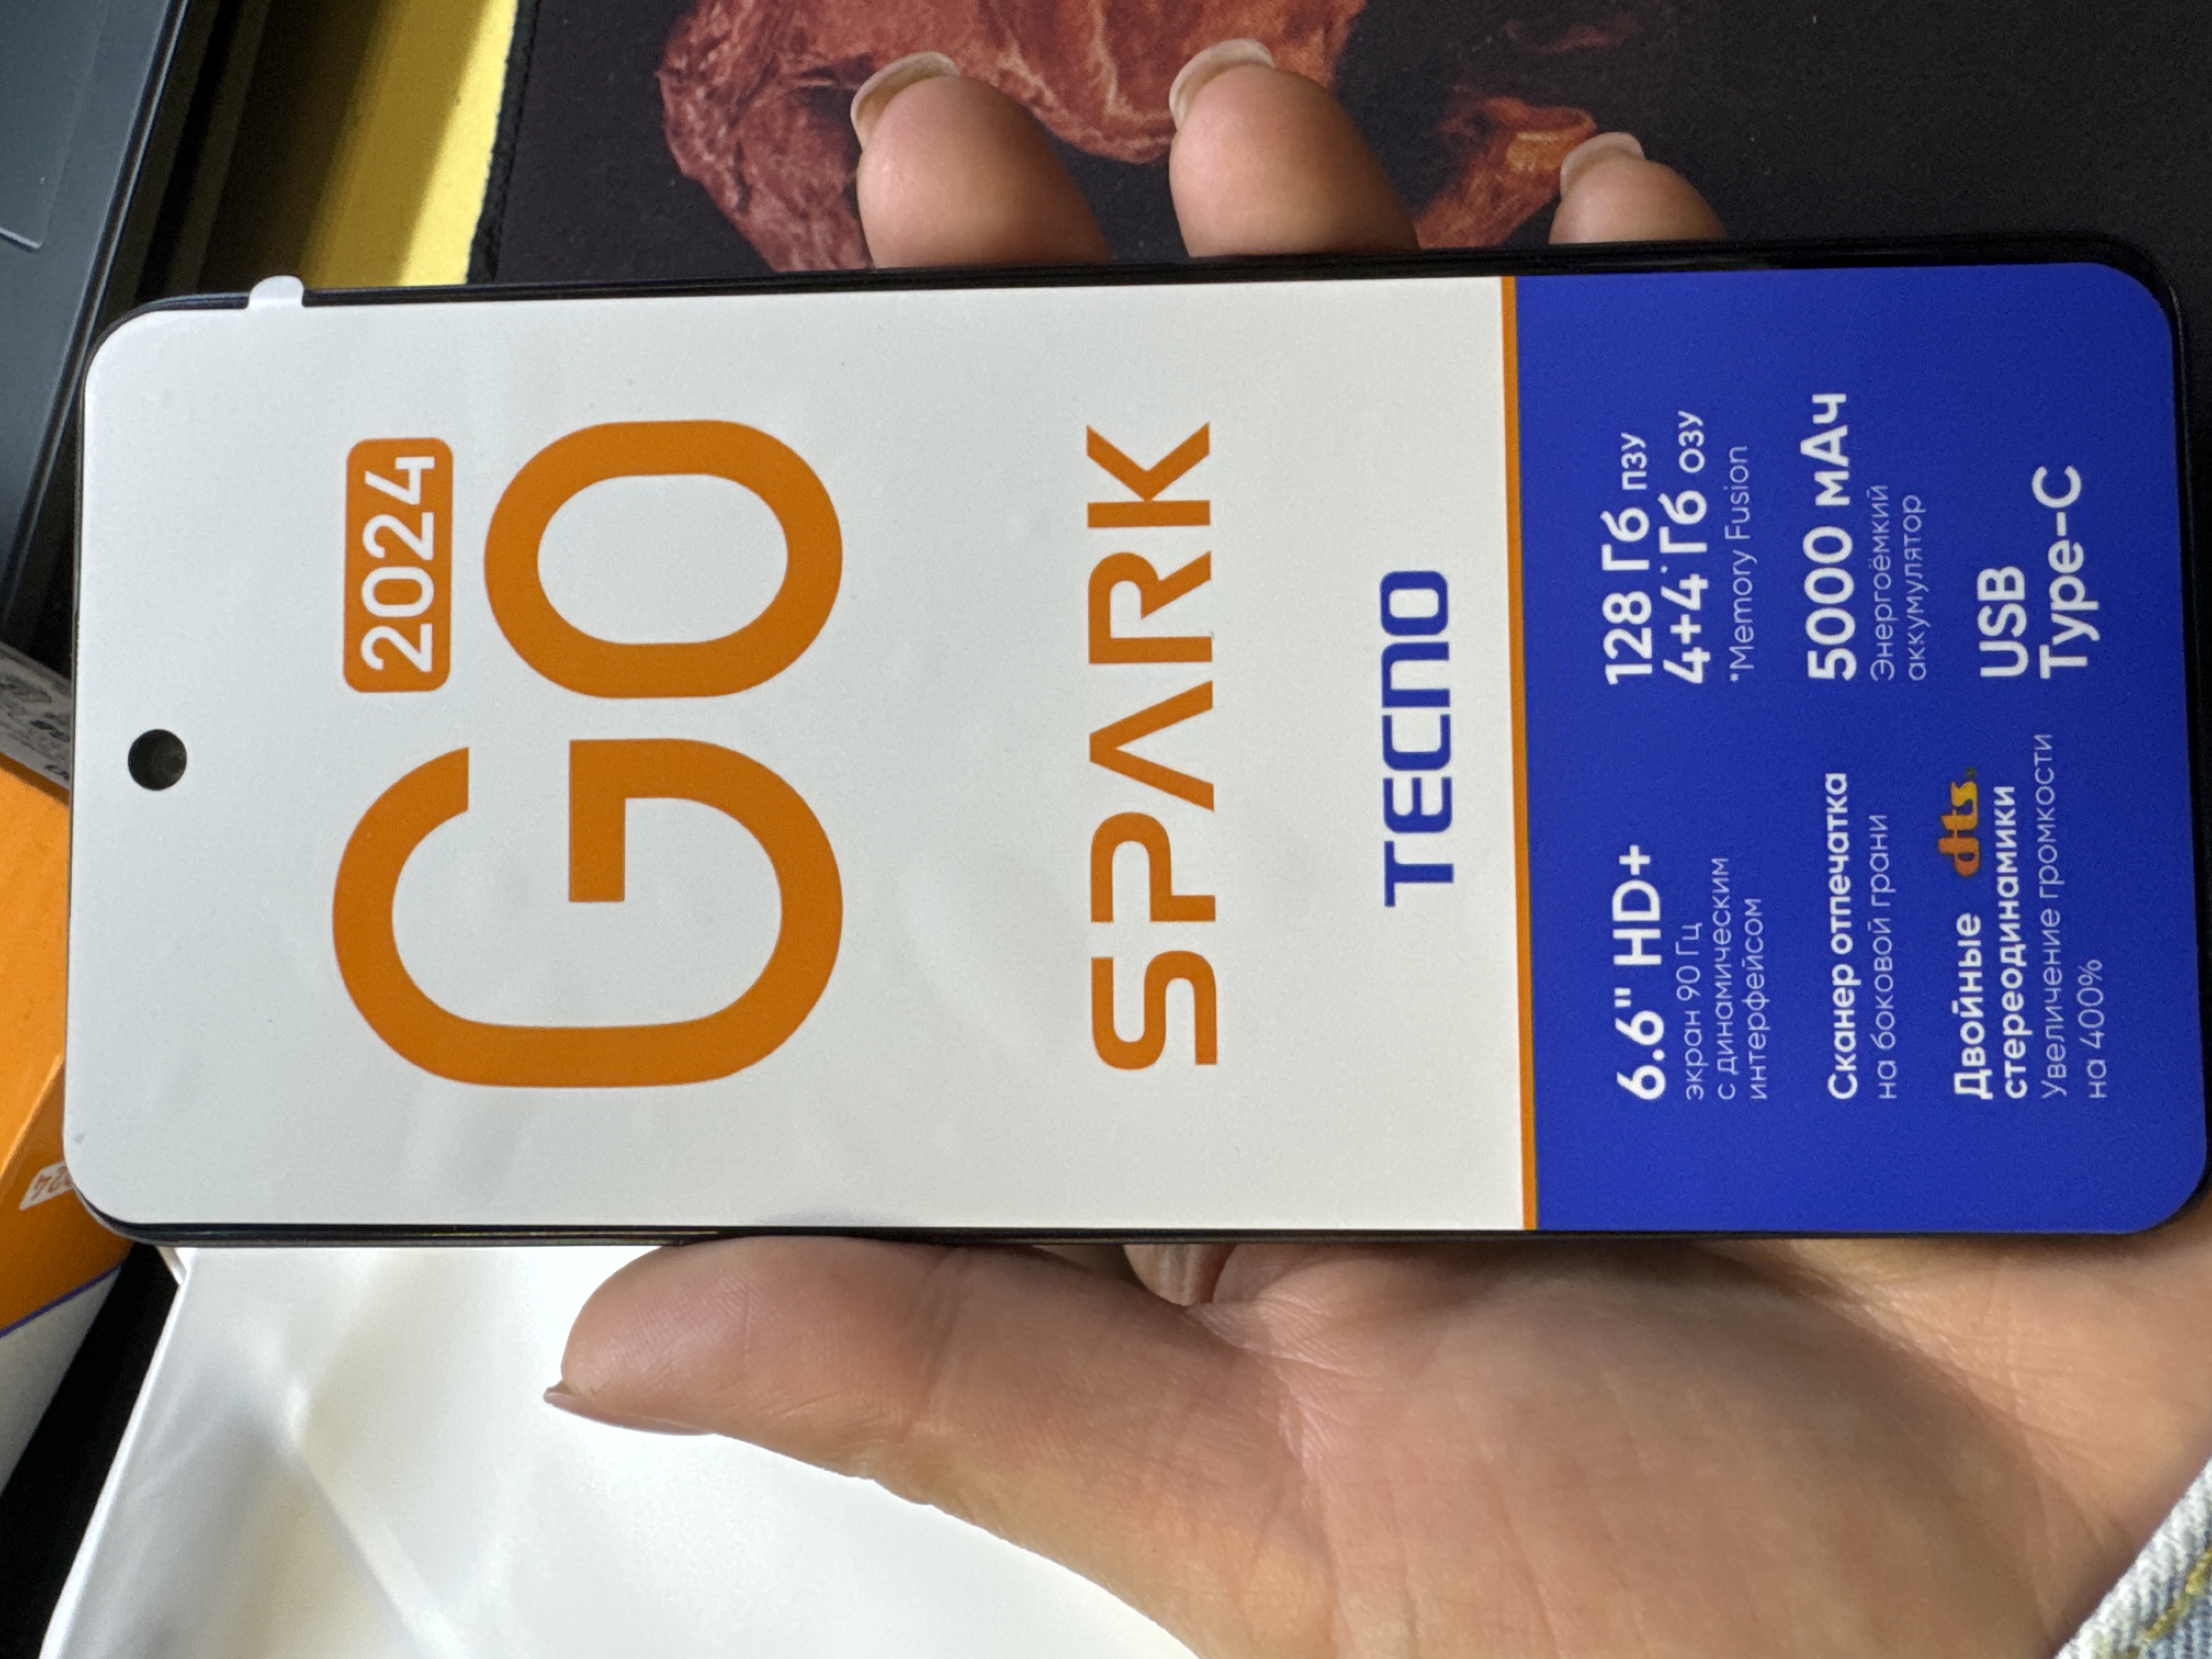 2024
GO
SPARK
TECNO
6.6" HD+
экран 90 Гц
с динамическим
интерфейсом
Сканер отпечатка
на боковой грани
Двойные dts
стереодинамики
Увеличение громкости
на 400%
128 Гб ПЗУ
4+4*Гб ОЗУ
*Memory Fusion
5000 мАч
Энергоёмкий
аккумулятор
USB
Type-C